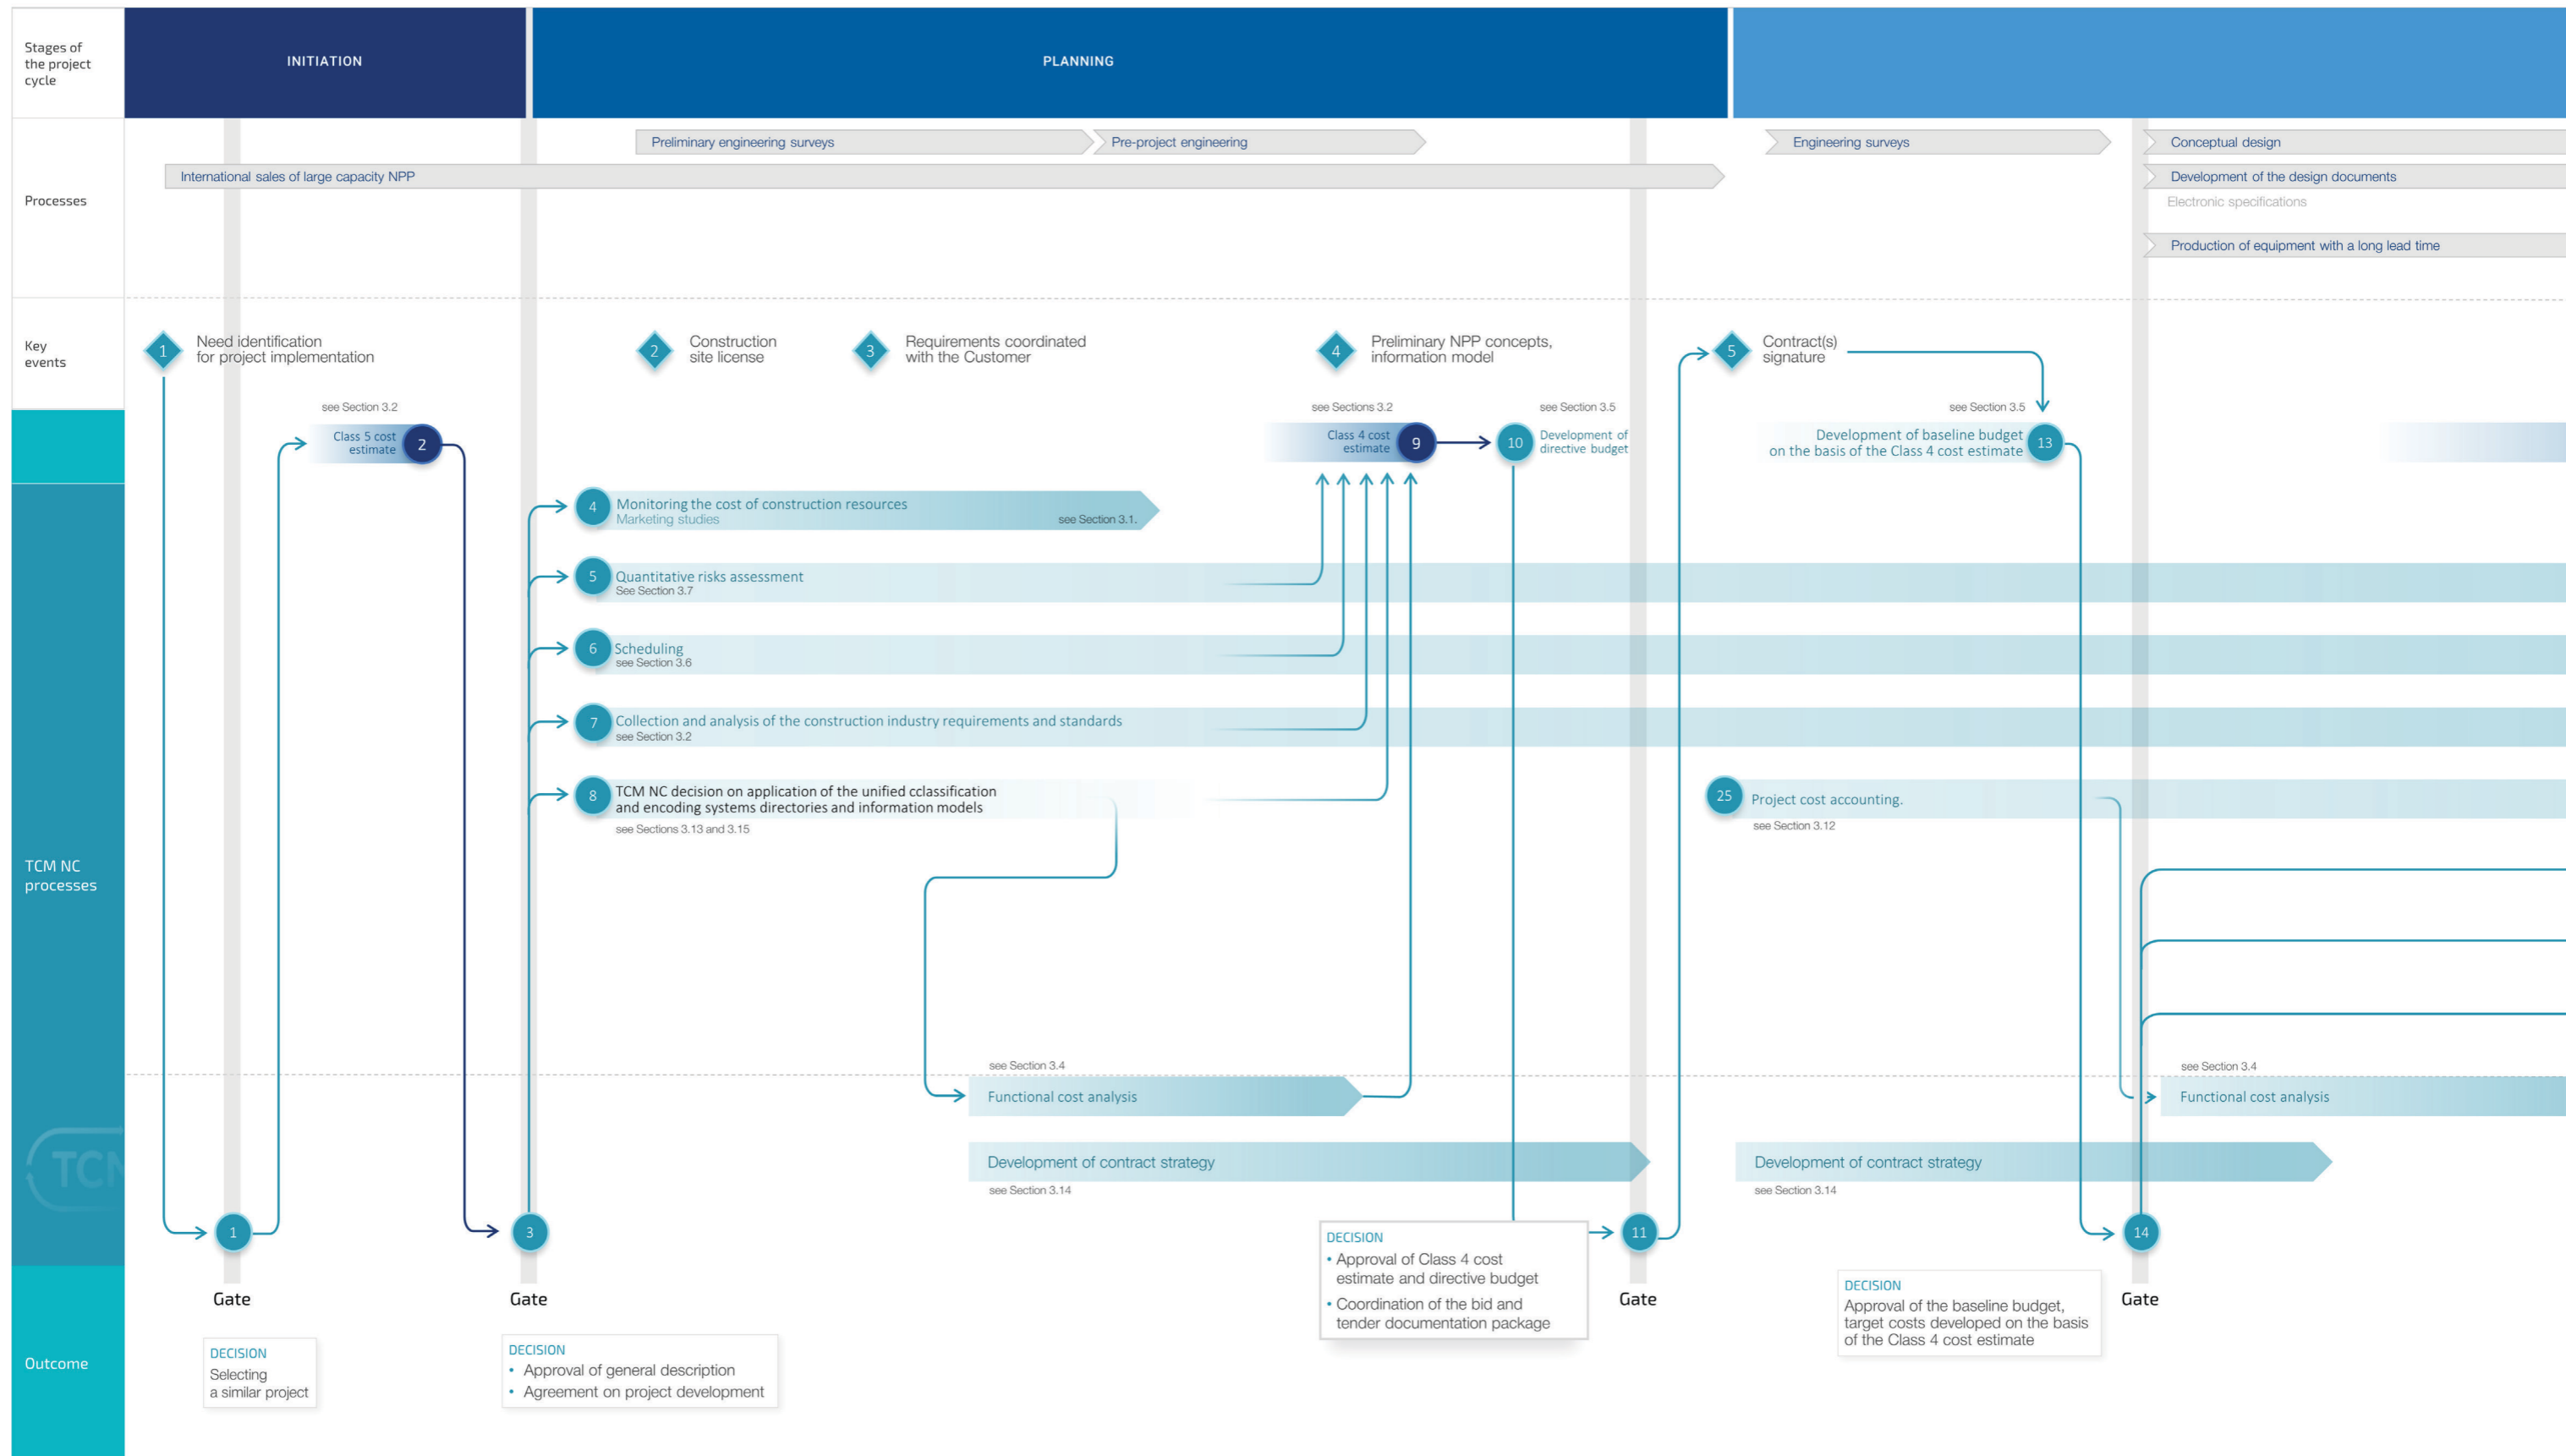 Stages of
the project
cycle
INITIATION
PLANNING
Processes
Preliminary engineering surveys
Pre-project engineering
Engineering surveys
Conceptual design
International sales of large capacity NPP
Development of the design documents
Electronic specifications
Production of equipment with a long lead time
Key
events
1
Need identification
for project implementation
2
Construction
site license
3
Requirements coordinated
with the Customer
4
Preliminary NPP concepts,
information model
5
Contract(s)
signature
see Section 3.2
Class 5 cost
estimate
2
see Sections 3.2
Class 4 cost
estimate
9
see Section 3.5
10
Development of
directive budget
see Section 3.5
Development of baseline budget
on the basis of the Class 4 cost estimate
13
TCM NC
processes
4
Monitoring the cost of construction resources
Marketing studies
see Section 3.1.
5
Quantitative risks assessment
See Section 3.7
6
Scheduling
see Section 3.6
7
Collection and analysis of the construction industry requirements and standards
see Section 3.2
8
TCM NC decision on application of the unified cclassification
and encoding systems directories and information models
see Sections 3.13 and 3.15
25
Project cost accounting.
see Section 3.12
see Section 3.4
Functional cost analysis
see Section 3.4
Functional cost analysis
Development of contract strategy
see Section 3.14
Development of contract strategy
see Section 3.14
1
3
11
14
Gate
Gate
Gate
Gate
Outcome
DECISION
Selecting
a similar project
DECISION
• Approval of general description
• Agreement on project development
DECISION
• Approval of Class 4 cost
estimate and directive budget
• Coordination of the bid and
tender documentation package
DECISION
Approval of the baseline budget,
target costs developed on the basis
of the Class 4 cost estimate